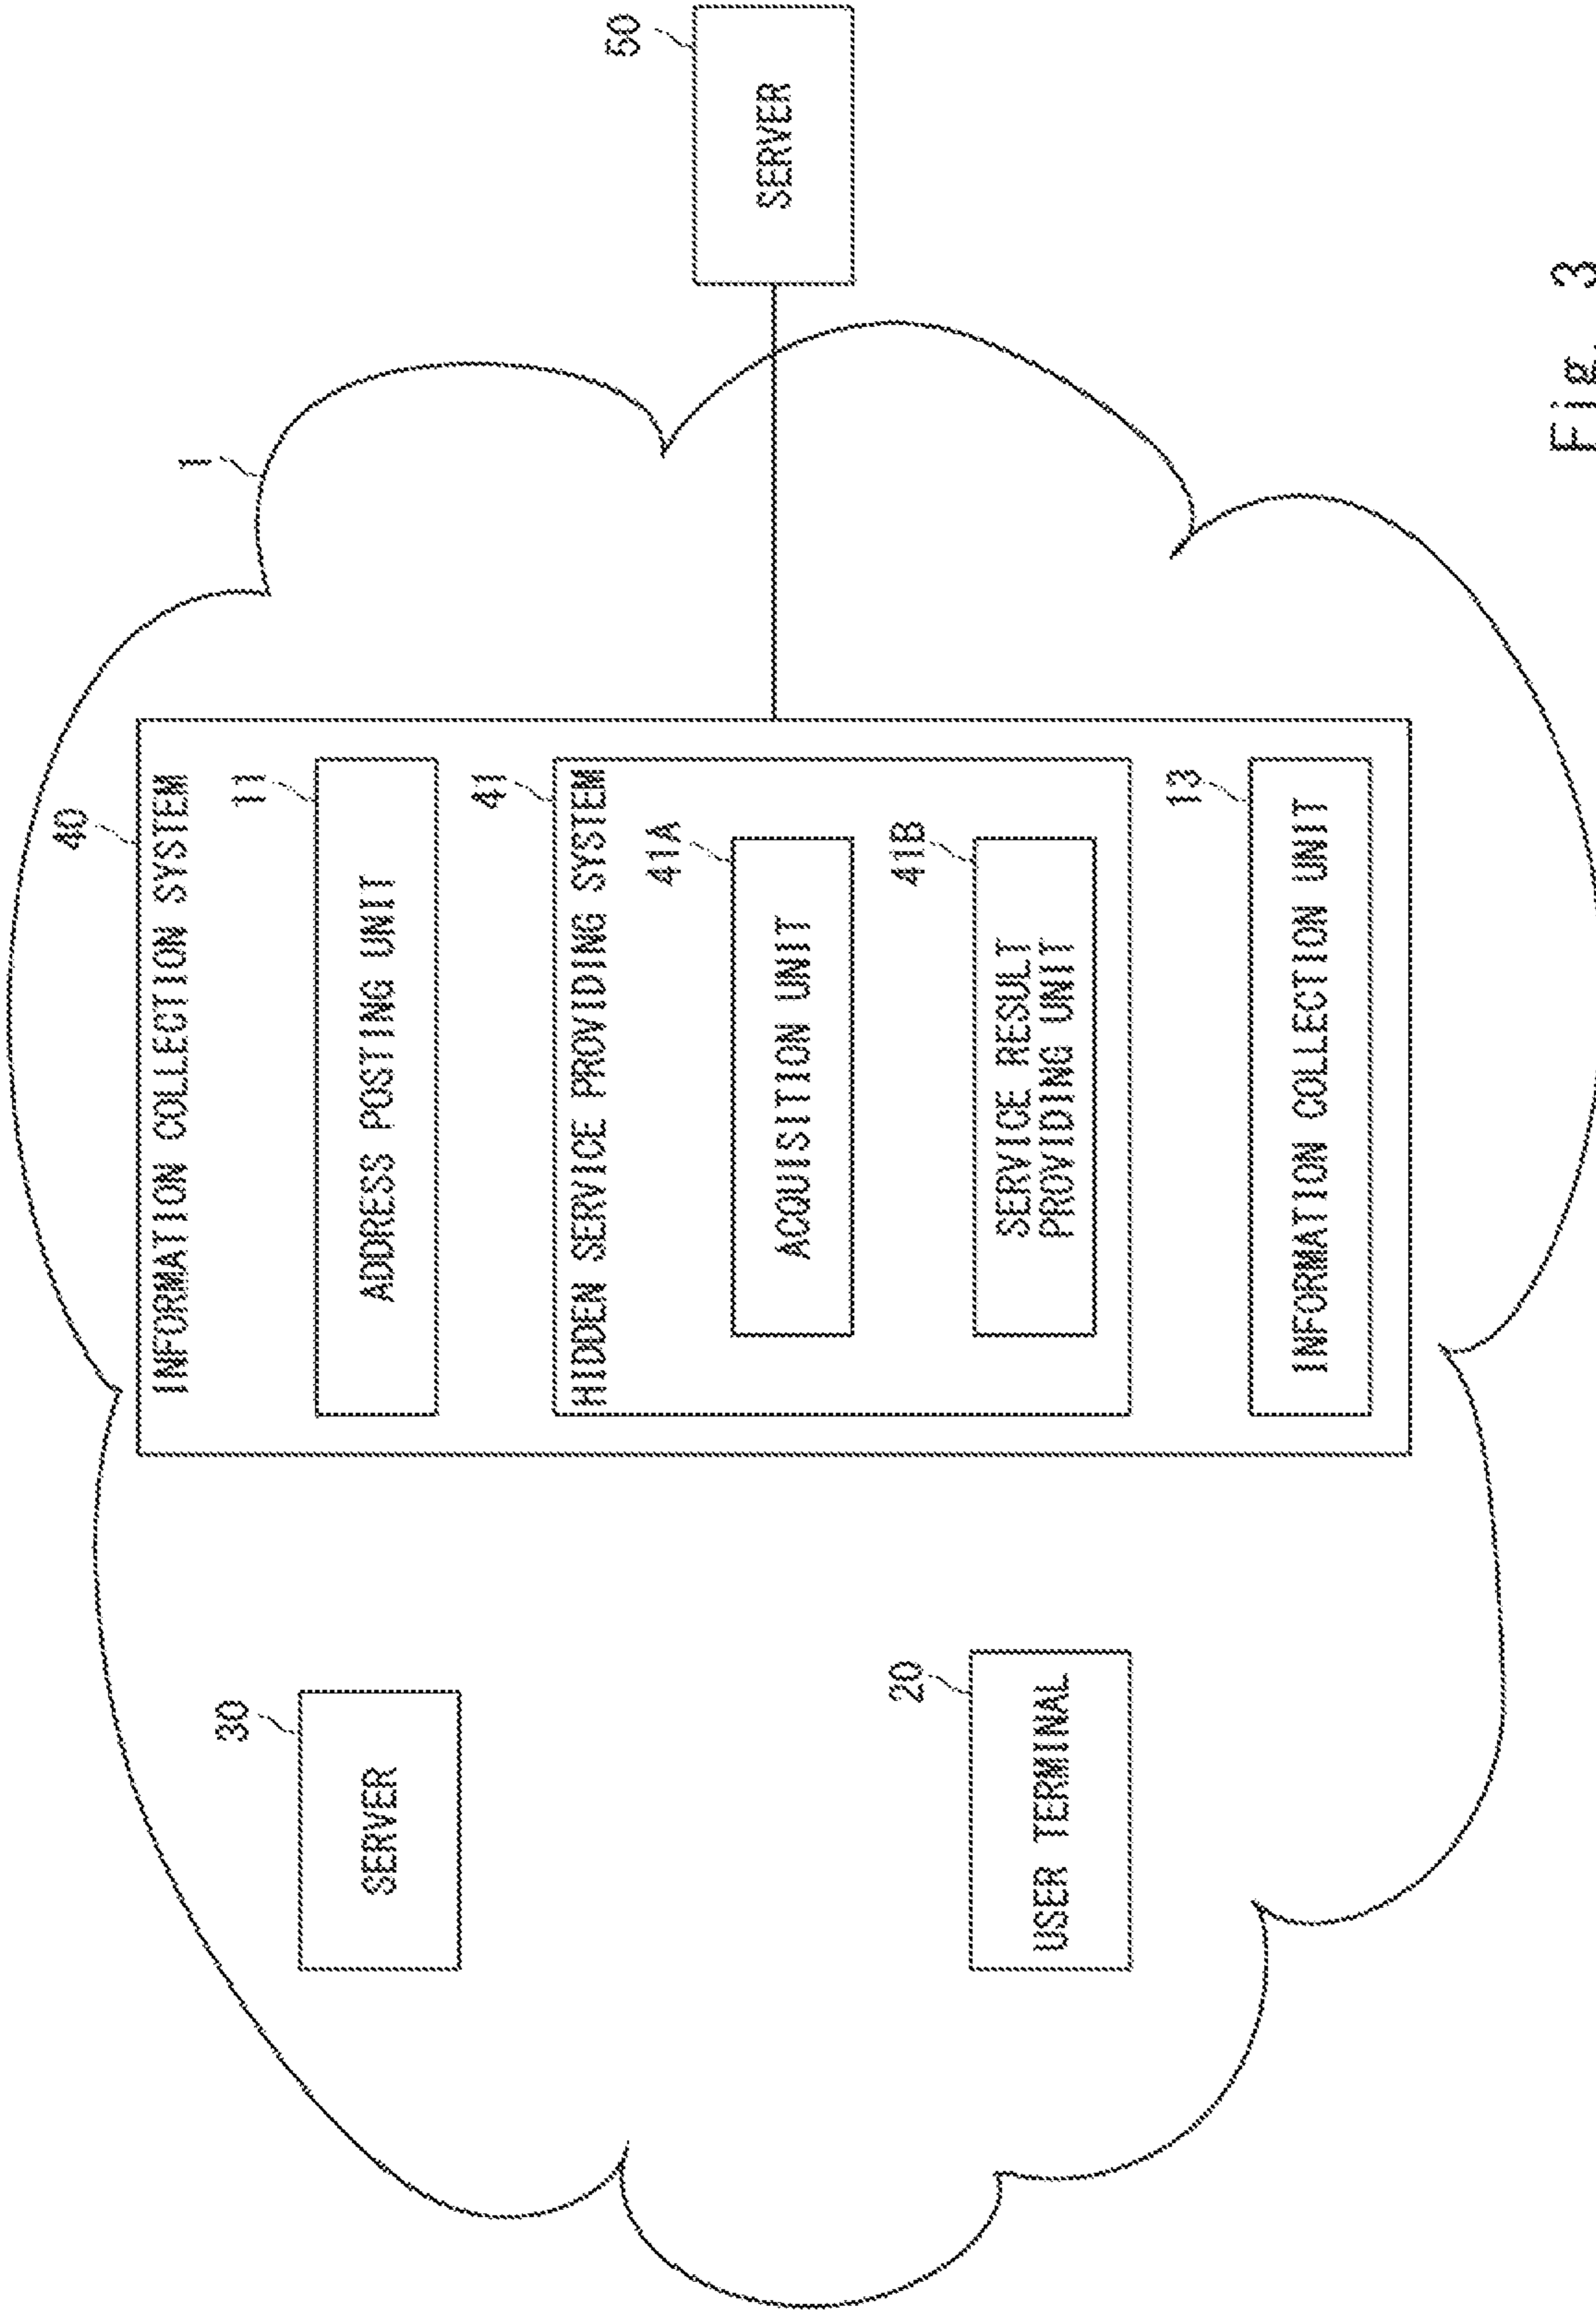 1
40
INFORMATION COLLECTION SYSTEM
30
SERVER
11
ADDRESS POSTING UNIT
41
HIDDEN SERVICE PROVIDING SYSTEM
41A
ACQUISITION UNIT
50
SERVER
20
USER TERMINAL
41B
SERVICE RESULT
PROVIDING UNIT
13
INFORMATION COLLECTION UNIT
Fig. 3